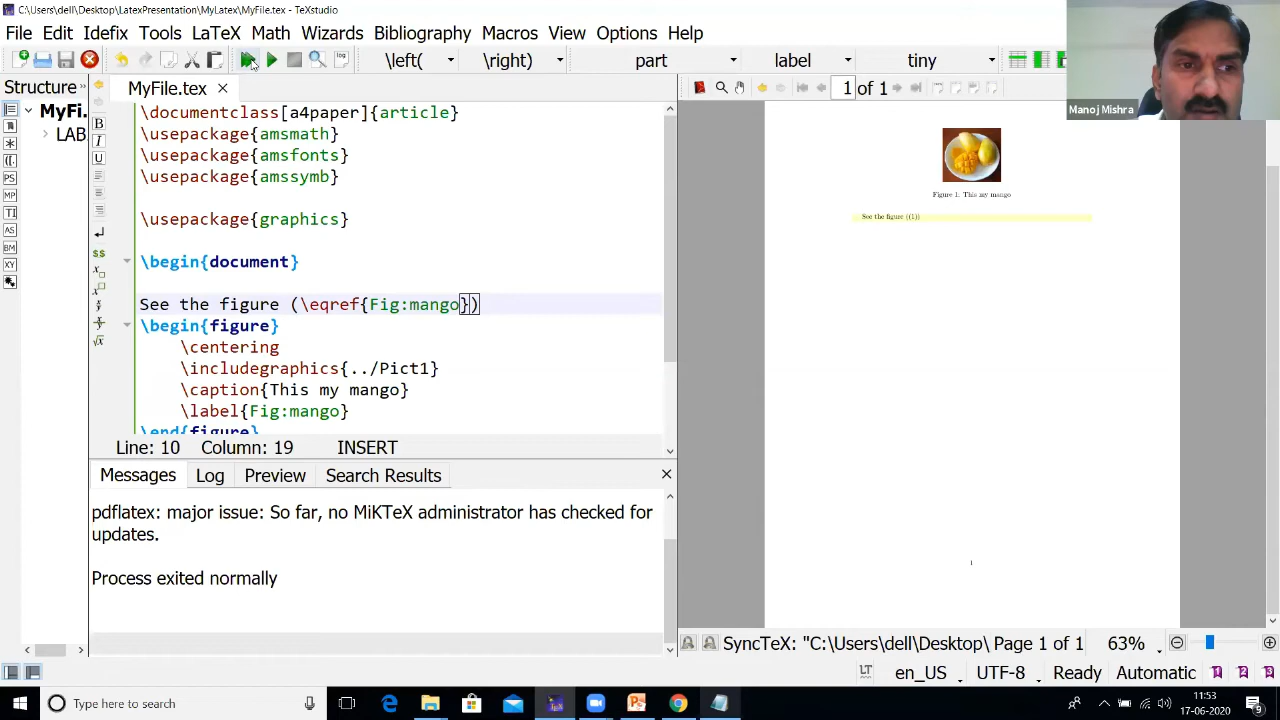 C:\Users\dell\Desktop\LatexPresentation\MyLatex\MyFile.tex - TeXstudio
File Edit Idefix Tools LaTeX Math Wizards Bibliography Macros View Options Help
\left( \right) part label tiny
1 of 1
Manoj Mishra
Structure
MyFile.tex
MyFi.
LAB
\documentclass[a4paper]{article}
\usepackage{amsmath}
\usepackage{amsfonts}
\usepackage{amssymb}
\usepackage{graphics}
\begin{document}
See the figure (\eqref{Fig:mango})
\begin{figure}
\centering
\includegraphics{../Pict1}
\caption{This my mango}
\label{Fig:mango}
\end{figure}
Line: 10 Column: 19 INSERT
Messages Log Preview Search Results
pdflatex: major issue: So far, no MiKTeX administrator has checked for
updates.
Process exited normally
Figure 1: This my mango
See the figure ((1))
1
SyncTeX: "C:\Users\dell\Desktop\ Page 1 of 1 63%
en_US UTF-8 Ready Automatic
Type here to search
11:53
17-06-2020